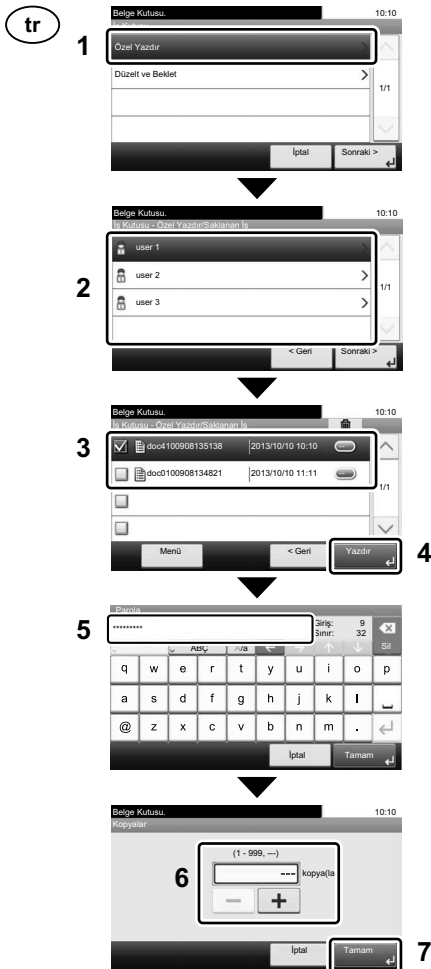 tr
Belge Kutusu. 10:10
1
Özel Yazdır
Düzelt ve Beklet
1/1
İptal Sonraki >
Belge Kutusu. 10:10
İş Kutusu - Özel Yazdır/Saklanan İş
2
user 1
user 2
user 3
1/1
< Geri Sonraki >
Belge Kutusu. 10:10
İş Kutusu - Özel Yazdır/Saklanan İş
3
doc4100908135138 2013/10/10 10:10
doc0100908134821 2013/10/10 11:11
1/1
Menü < Geri Yazdır 4
Parola
5
********* Giriş: 9
Sınır: 32
ABÇ A/a Sil
q w e r t y u i o p
a s d f g h j k l
@ z x c v b n m .
İptal Tamam
Belge Kutusu. 10:10
Kopyalar
(1 - 999, ---)
6
--- kopya(la
İptal Tamam 7